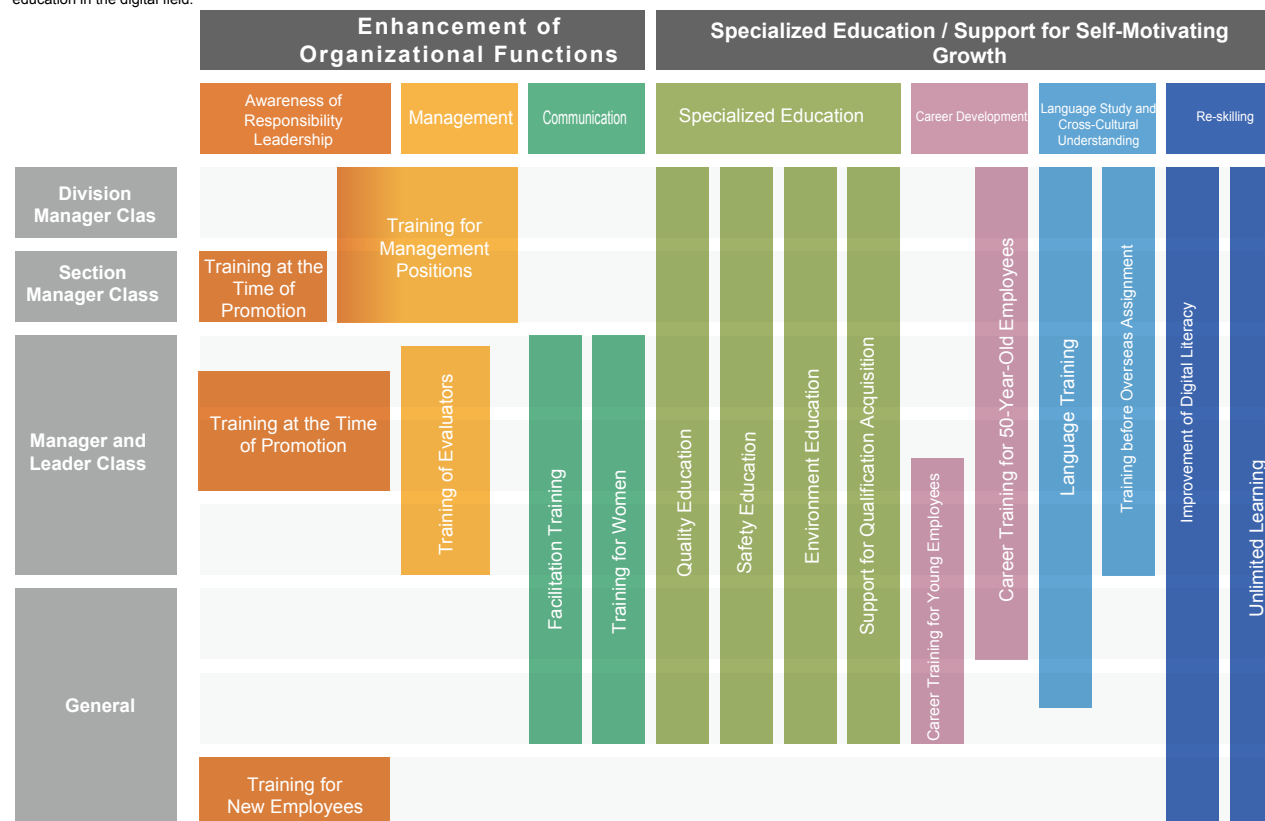 education in the digital field.
Enhancement of
Organizational Functions
Specialized Education / Support for Self-Motivating
Growth
Awareness of
Responsibility
Leadership
Management
Communication
Specialized Education
Career Development
Language Study and
Cross-Cultural
Understanding
Re-skilling
Division
Manager Clas
Section
Manager Class
Manager and
Leader Class
General
Training for
Management
Positions
Training at the
Time of
Promotion
Training at the Time
of Promotion
Training of Evaluators
Training for
New Employees
Facilitation Training
Training for Women
Quality Education
Safety Education
Environment Education
Support for Qualification Acquisition
Career Training for Young Employees
Career Training for 50-Year-Old Employees
Language Training
Training before Overseas Assignment
Improvement of Digital Literacy
Unlimited Learning